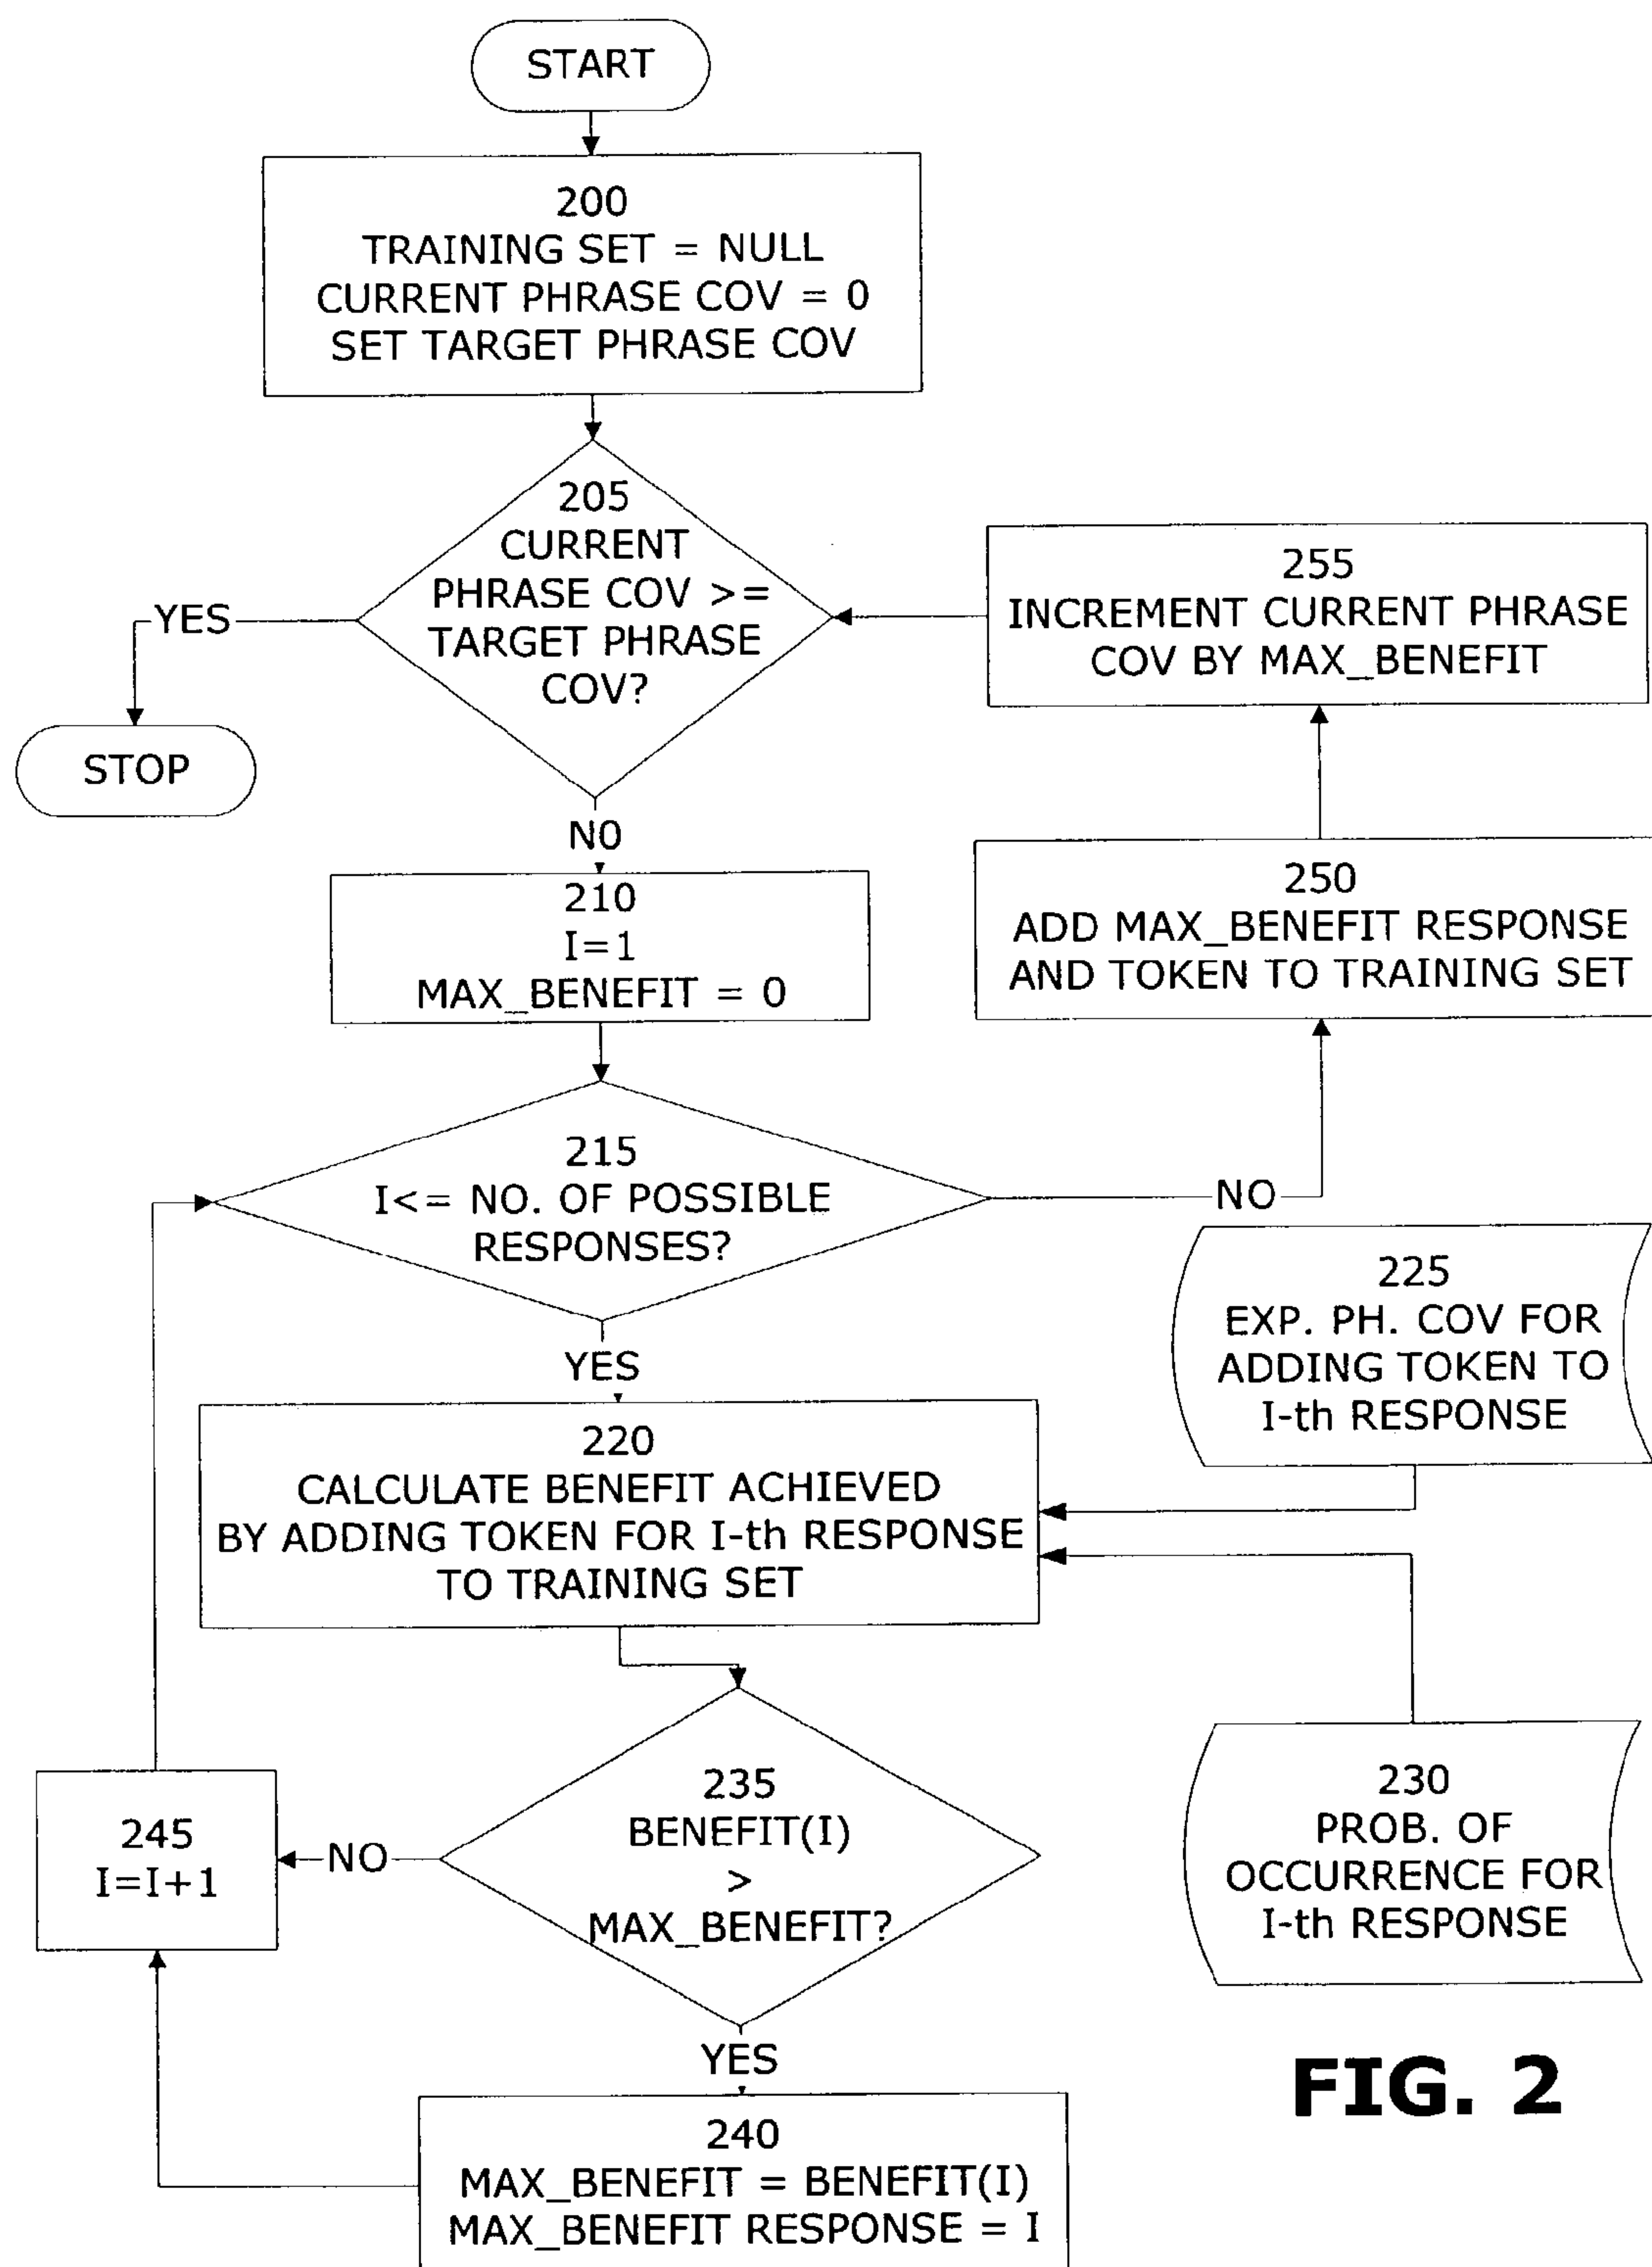 START
200
TRAINING SET = NULL
CURRENT PHRASE COV = 0
SET TARGET PHRASE COV
205
CURRENT
PHRASE COV >=
TARGET PHRASE
COV?
YES
STOP
NO
255
INCREMENT CURRENT PHRASE
COV BY MAX_BENEFIT
250
ADD MAX_BENEFIT RESPONSE
AND TOKEN TO TRAINING SET
210
I=1
MAX_BENEFIT = 0
215
I<= NO. OF POSSIBLE
RESPONSES?
NO
YES
225
EXP. PH. COV FOR
ADDING TOKEN TO
I-th RESPONSE
220
CALCULATE BENEFIT ACHIEVED
BY ADDING TOKEN FOR I-th RESPONSE
TO TRAINING SET
230
PROB. OF
OCCURRENCE FOR
I-th RESPONSE
235
BENEFIT(I)
>
MAX_BENEFIT?
NO
245
I=I+1
YES
240
MAX_BENEFIT = BENEFIT(I)
MAX_BENEFIT RESPONSE = I
FIG. 2